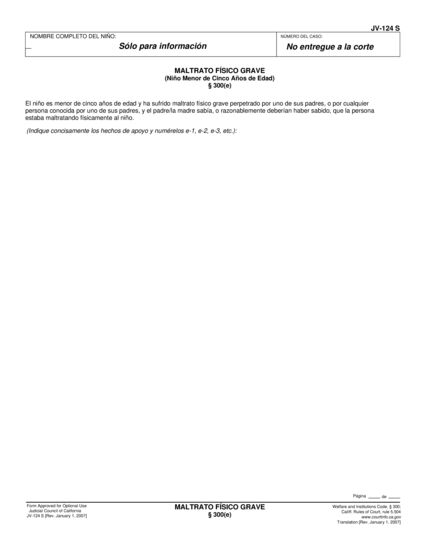 JV-124 S
NOMBRE COMPLETO DEL NIÑO:
NÚMERO DEL CASO:
Sólo para información
No entregue a la corte
MALTRATO FÍSICO GRAVE
(Niño Menor de Cinco Años de Edad)
§ 300(e)
El niño es menor de cinco años de edad y ha sufrido maltrato físico grave perpetrado por uno de sus padres, o por cualquier
persona conocida por uno de sus padres, y el padre/la madre sabía, o razonablemente deberían haber sabido, que la persona
estaba maltratando físicamente al niño.
(Indique concisamente los hechos de apoyo y numérelos e-1, e-2, e-3, etc.):
Página ____ de ____
Form Approved for Optional Use
Judicial Council of California
JV-124 S [Rev. January 1, 2007]
MALTRATO FÍSICO GRAVE
§ 300(e)
Welfare and Institutions Code, § 300;
Calif. Rules of Court, rule 5.504
www.courtinfo.ca.gov
Translation [Rev. January 1, 2007]